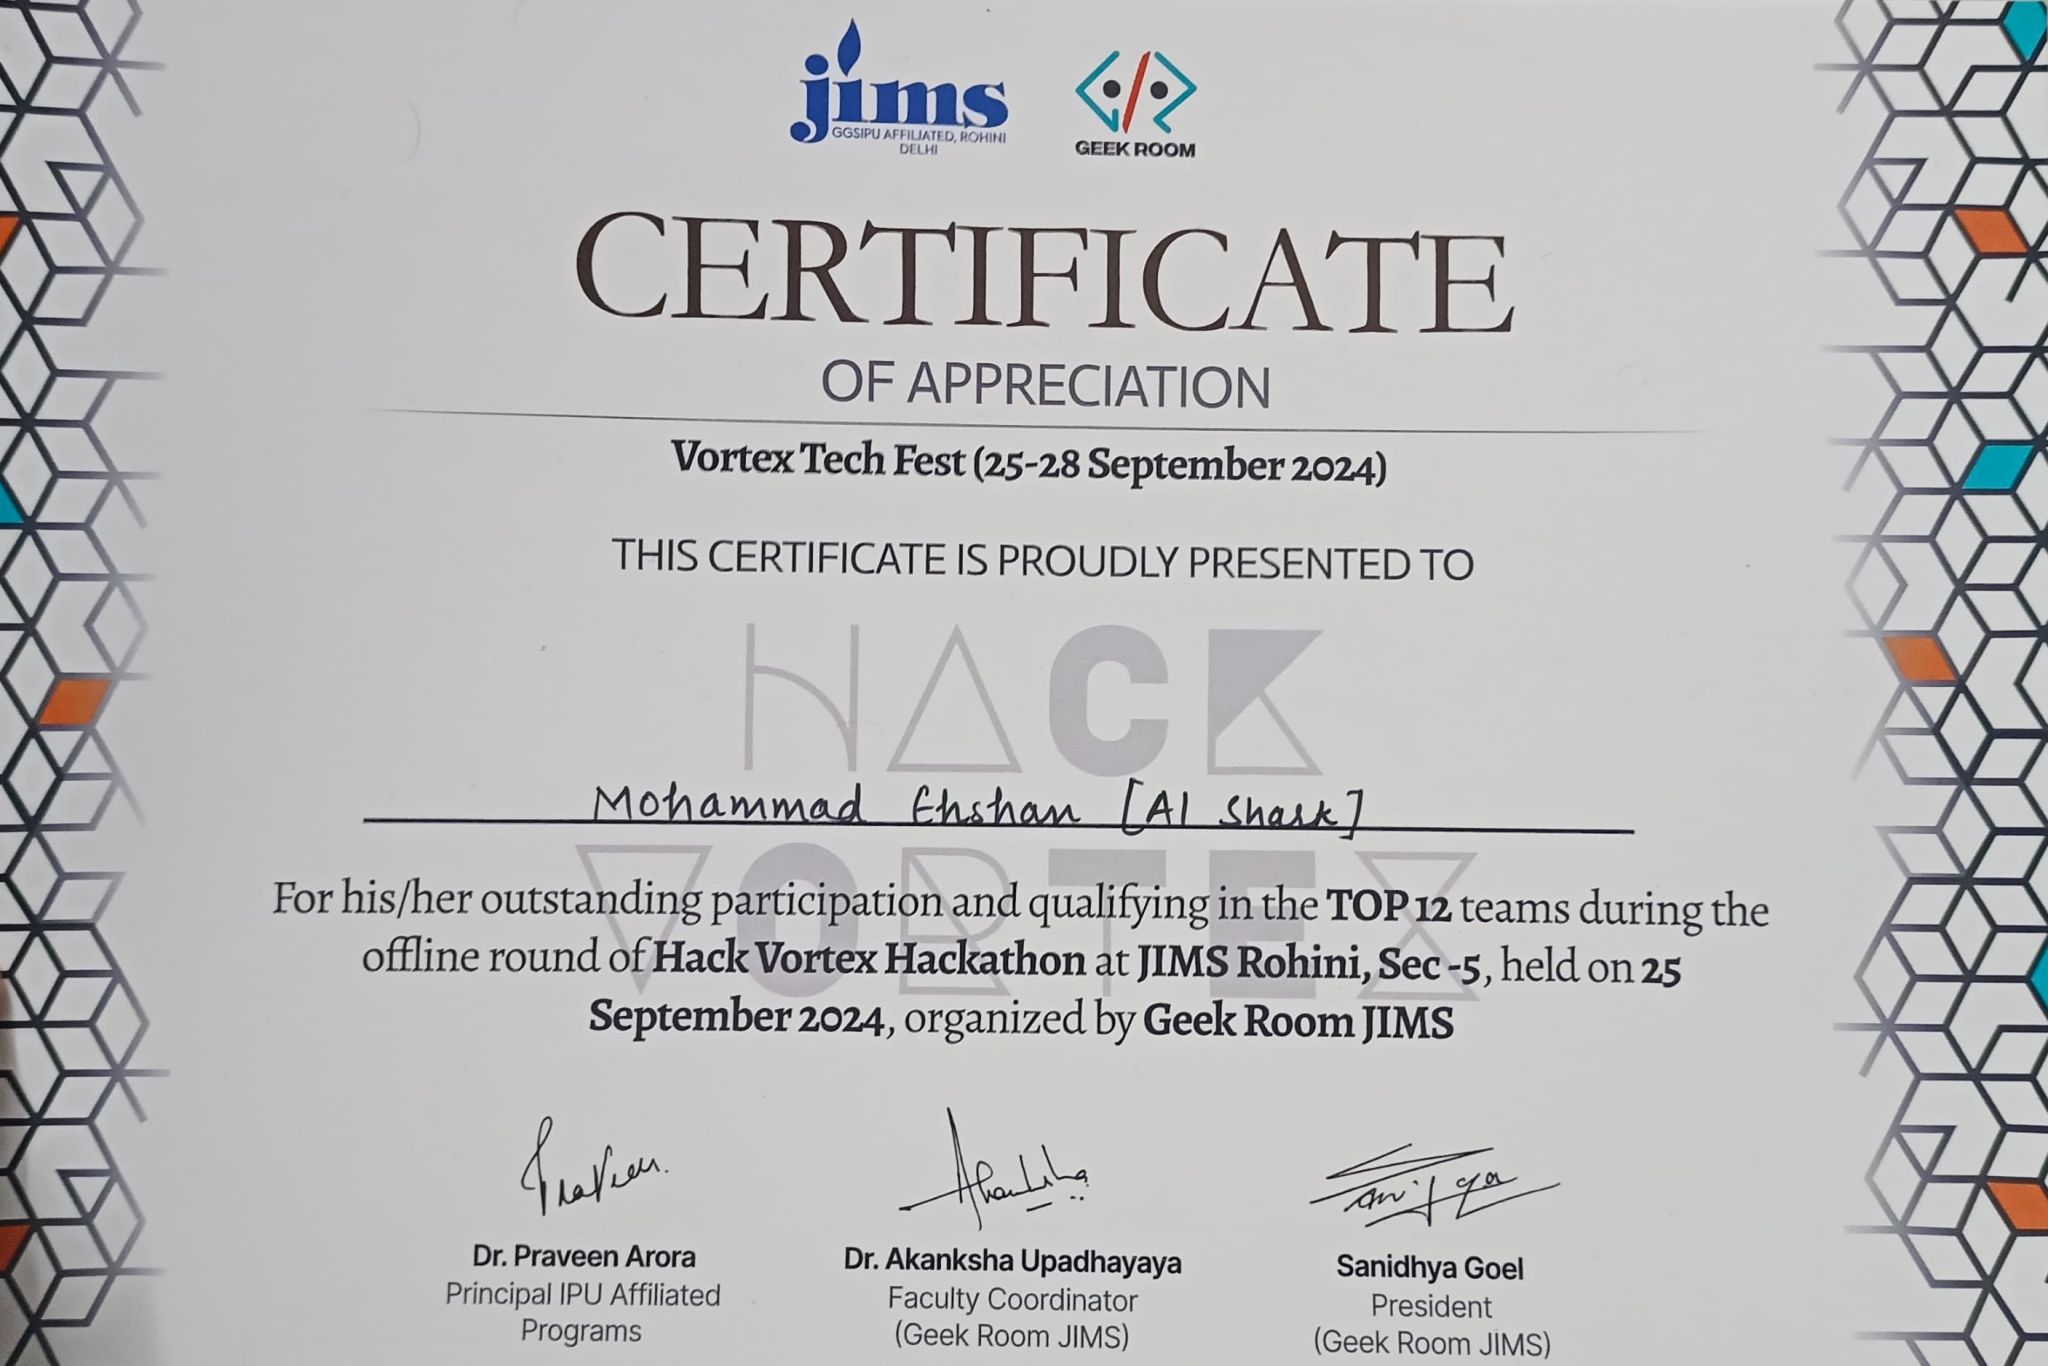 jims
GGSIPU AFFILIATED, ROHINI
DELHI
GEEK ROOM
CERTIFICATE
OF APPRECIATION
Vortex Tech Fest (25-28 September 2024)
THIS CERTIFICATE IS PROUDLY PRESENTED TO
HACK
Mohammad Ehshan [AI Shark]
VORTEX
For his/her outstanding participation and qualifying in the TOP 12 teams during the
offline round of Hack Vortex Hackathon at JIMS Rohini, Sec -5, held on 25
September 2024, organized by Geek Room JIMS
Praveen.
Akanksha
Sanidhya
Dr. Praveen Arora
Principal IPU Affiliated
Programs
Dr. Akanksha Upadhayaya
Faculty Coordinator
(Geek Room JIMS)
Sanidhya Goel
President
(Geek Room JIMS)